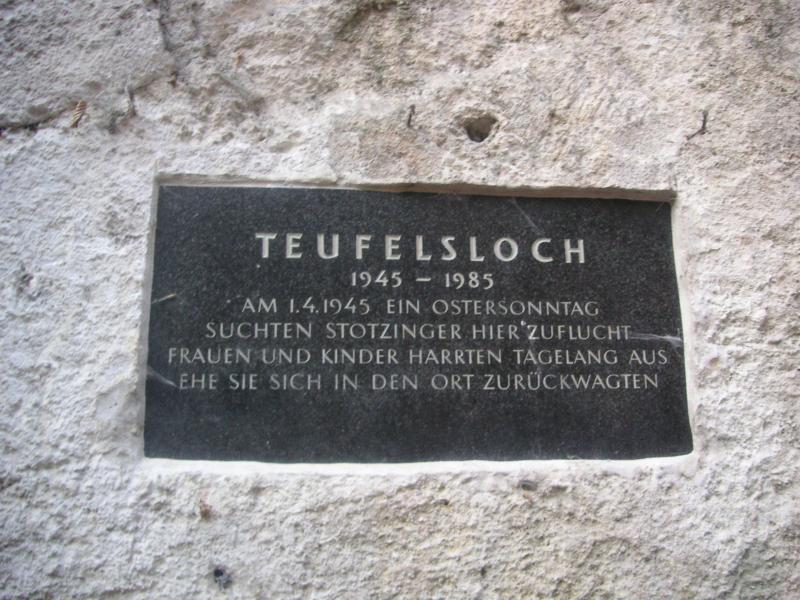 TEUFELSLOCH
1945 – 1985
AM 1.4.1945 EIN OSTERSONNTAG
SUCHTEN STOTZINGER HIER ZUFLUCHT
FRAUEN UND KINDER HARRTEN TAGELANG AUS
EHE SIE SICH IN DEN ORT ZURÜCKWAGTEN